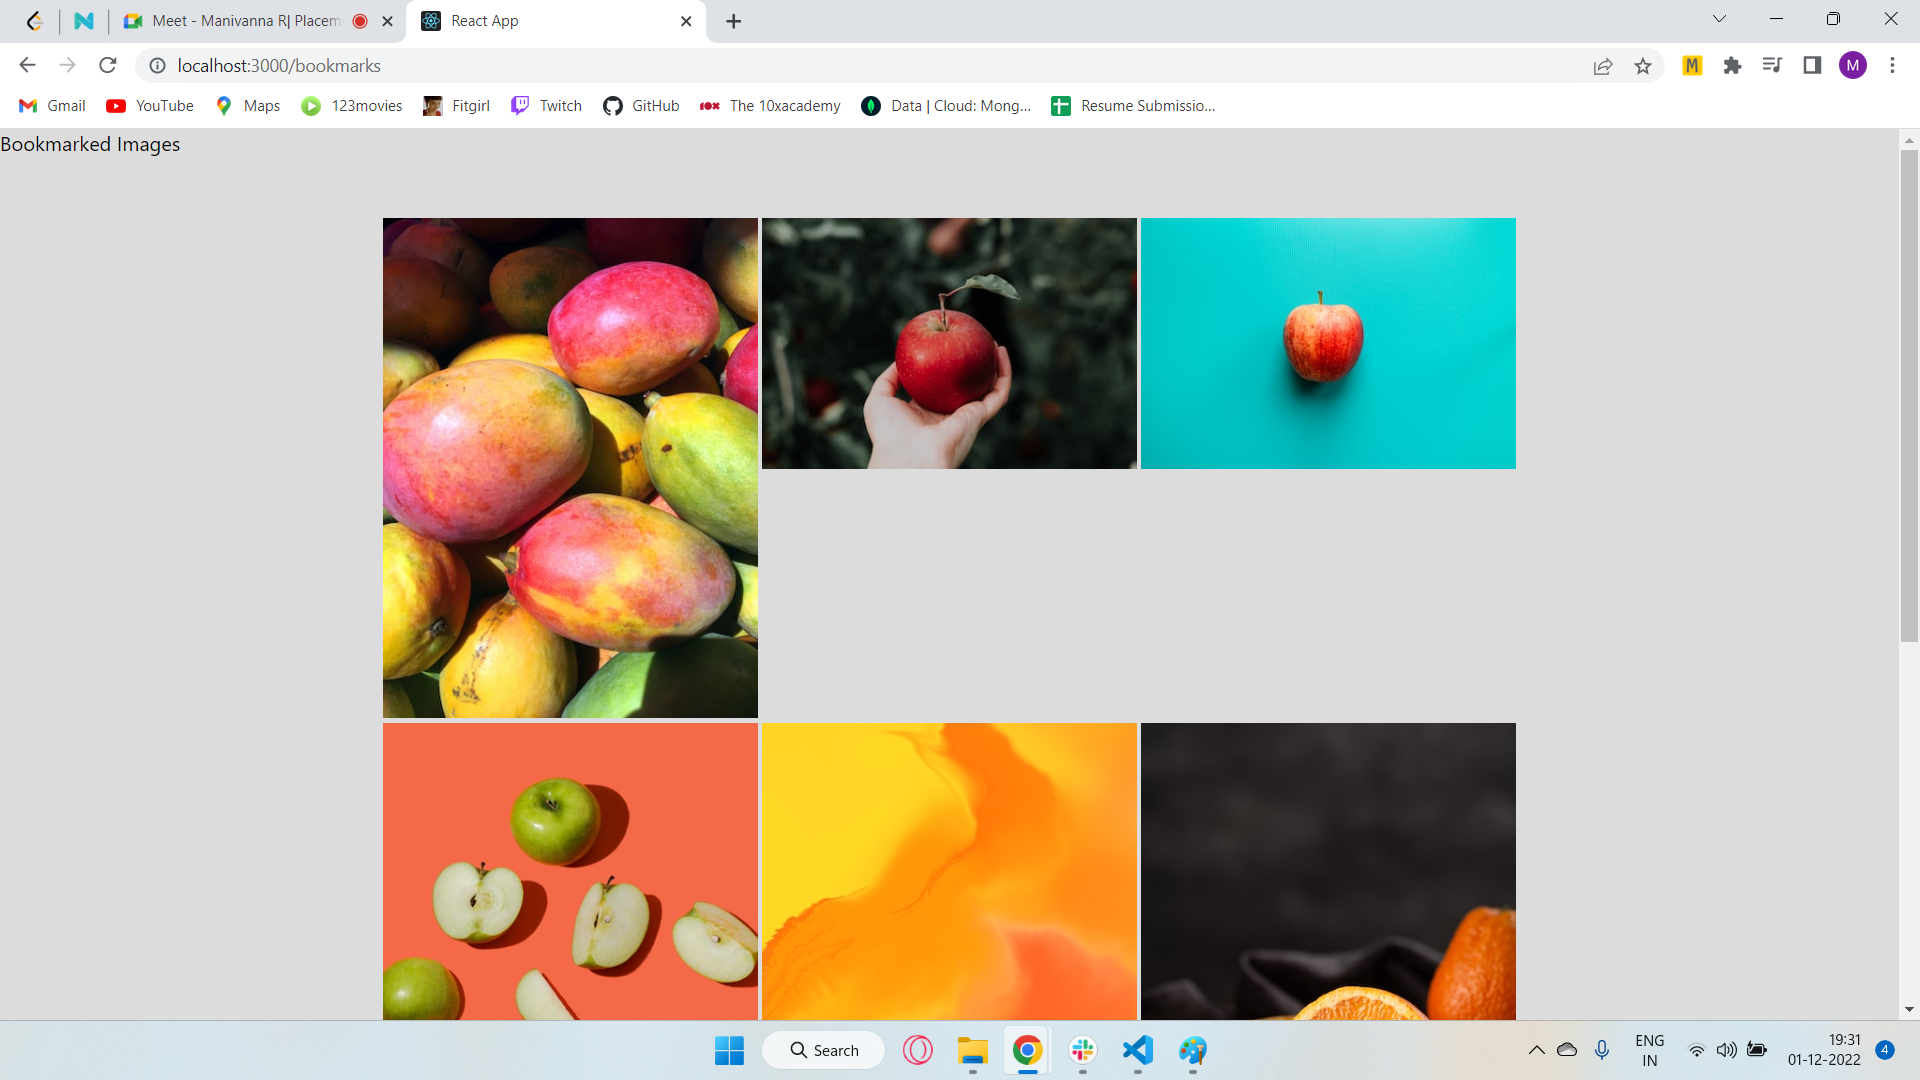 Meet - Manivanna R| Placem
React App
localhost:3000/bookmarks
M
M
Gmail
YouTube
Maps
123movies
Fitgirl
Twitch
GitHub
The 10xacademy
Data | Cloud: Mong...
Resume Submissio...
Bookmarked Images
Search
ENG
IN
19:31
01-12-2022
4